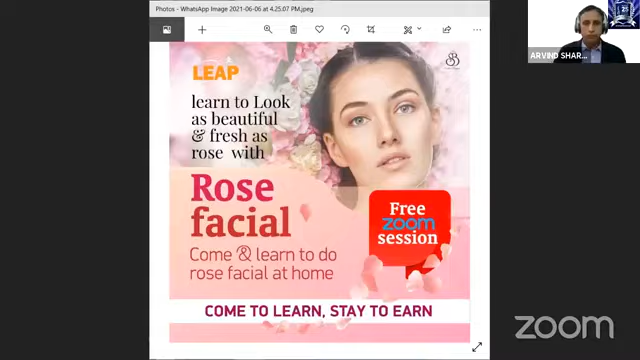 Photos - WhatsApp Image 2021-06-06 at 4.25.07 PM.jpeg
ARVIND SHAR...
LEAP
learn to Look
as beautiful
& fresh as
rose with
Rose
facial
Come & learn to do
rose facial at home
Free
zoom
session
COME TO LEARN, STAY TO EARN
zoom